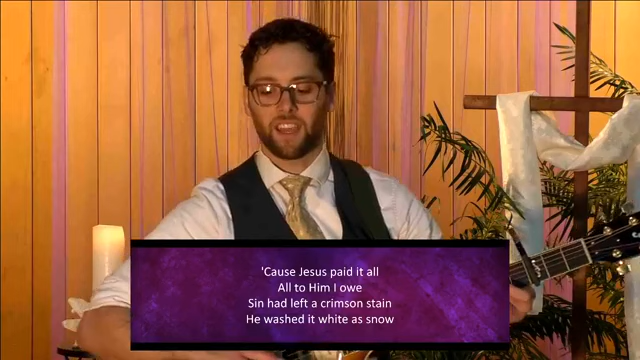 'Cause Jesus paid it all
All to Him I owe
Sin had left a crimson stain
He washed it white as snow